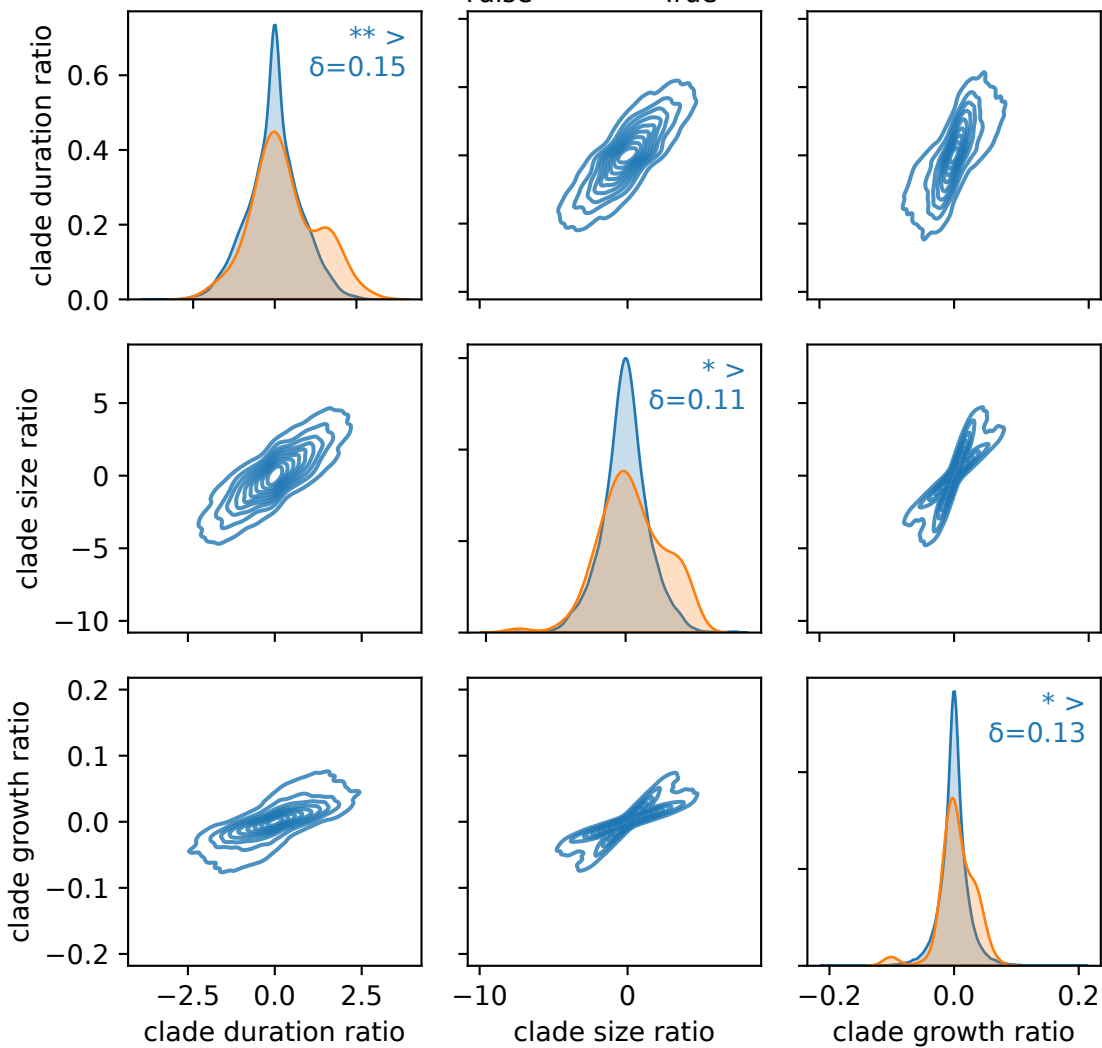 False True
clade duration ratio
0.6
0.4
0.2
0.0
** >
δ=0.15
clade size ratio
5
0
−5
−10
* >
δ=0.11
clade growth ratio
0.2
0.1
0.0
−0.1
−0.2
* >
δ=0.13
−2.5 0.0 2.5
−10 0
−0.2 0.0 0.2
clade duration ratio
clade size ratio
clade growth ratio